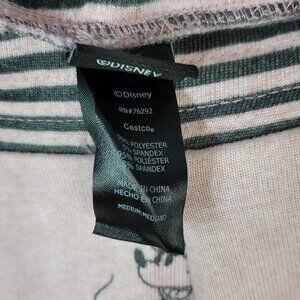 ©DISNEY
©Disney
RN#76292
Costco®
95% POLYESTER
5% SPANDEX
95% POLIÉSTER
5% SPANDEX
MADE IN CHINA
HECHO EN CHINA
MEDIUM-MEDIANO